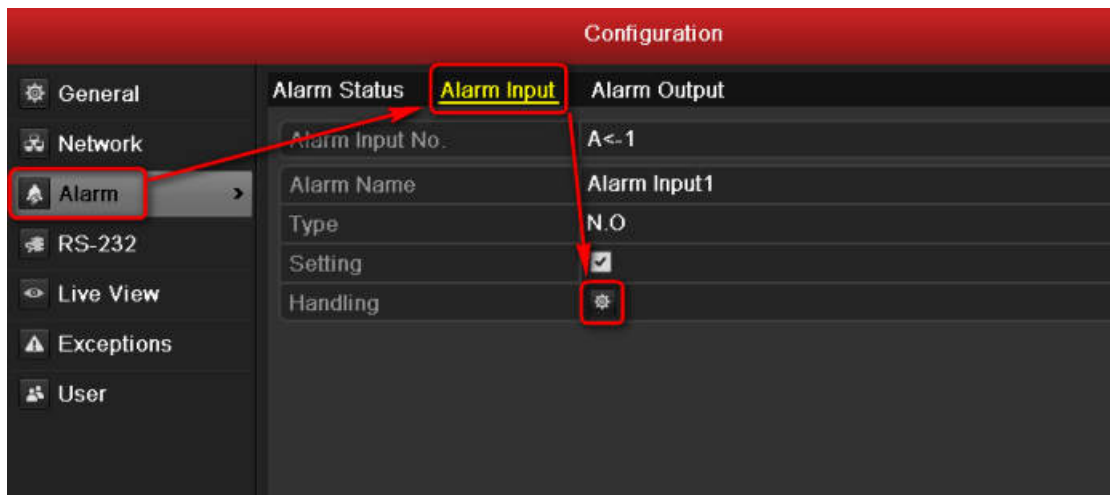 Configuration
General
Network
Alarm
RS-232
Live View
Exceptions
User
Alarm Status Alarm Input Alarm Output
Alarm Input No. A<-1
Alarm Name Alarm Input1
Type N.O
Setting
Handling